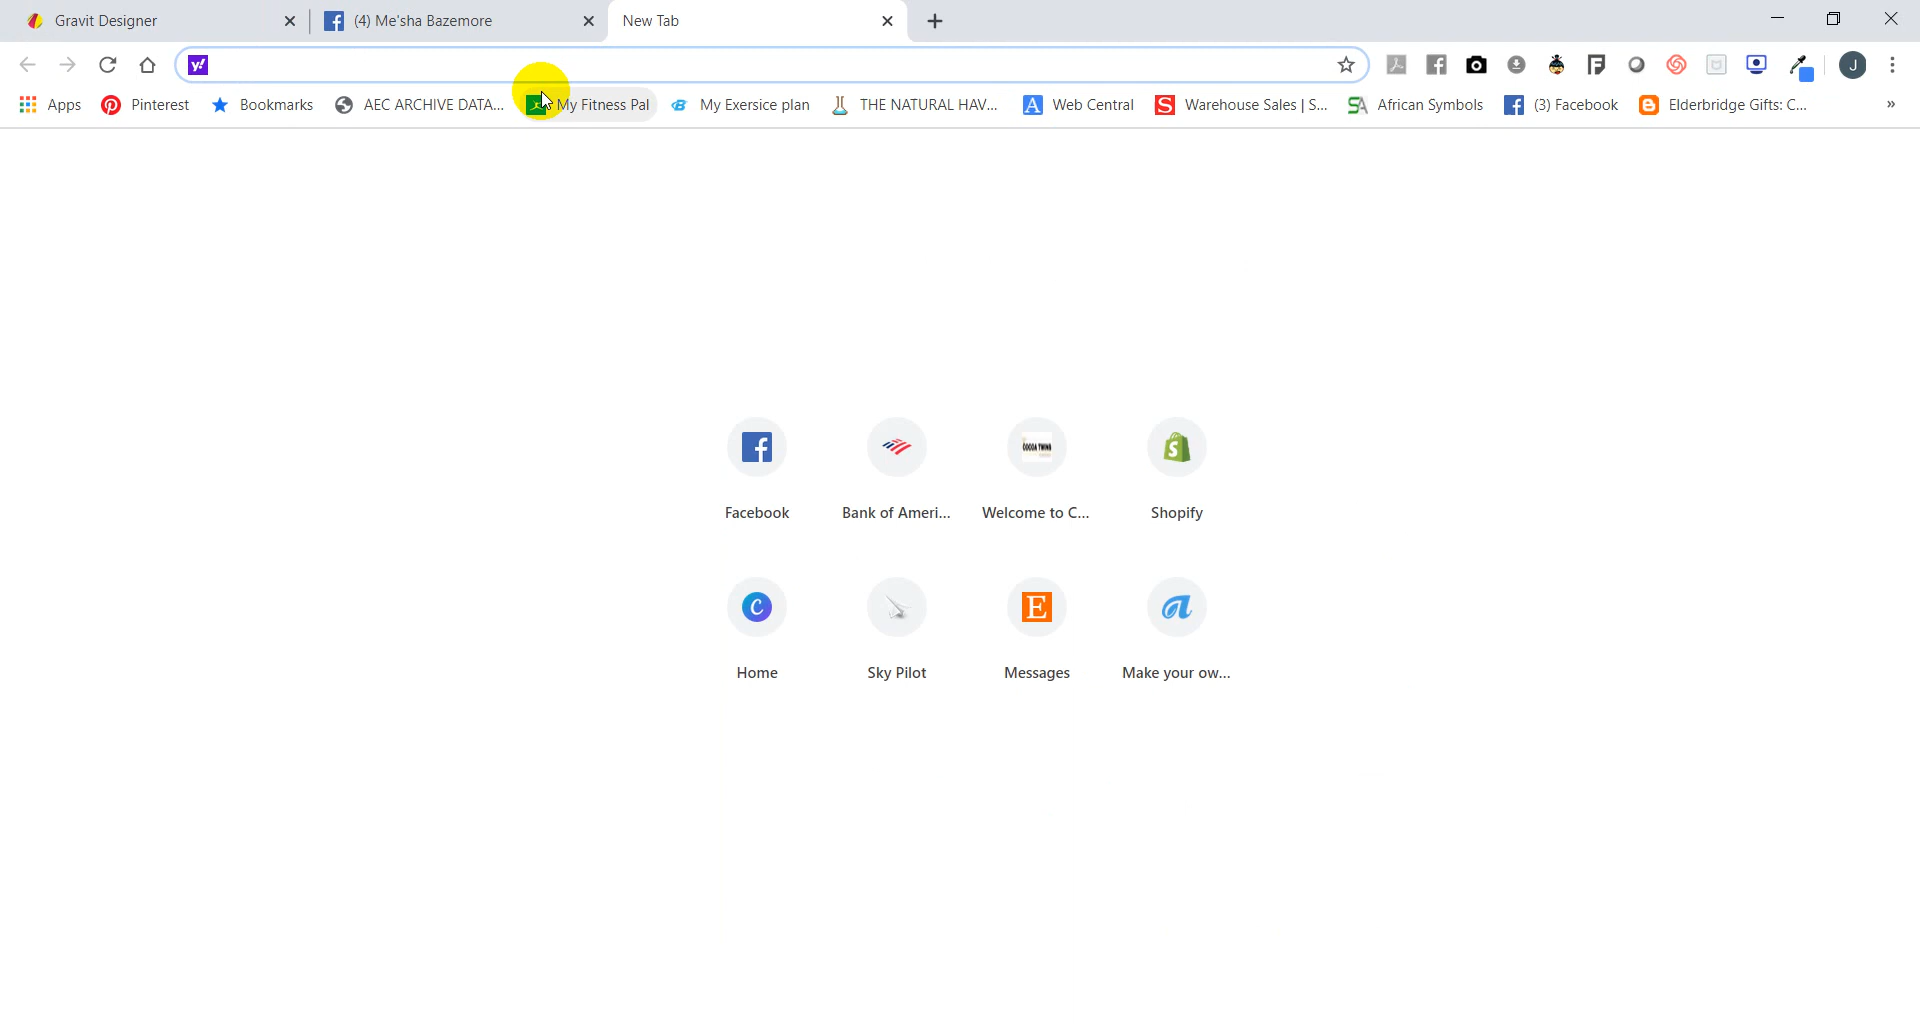 Gravit Designer
(4) Me'sha Bazemore
New Tab
y!
Apps
Pinterest
Bookmarks
AEC ARCHIVE DATA...
My Fitness Pal
My Exersice plan
THE NATURAL HAV...
Web Central
Warehouse Sales | S...
African Symbols
(3) Facebook
Elderbridge Gifts: C...
»
J
COCOA TWINS
Facebook
Bank of Ameri...
Welcome to C...
Shopify
Home
Sky Pilot
Messages
Make your ow...